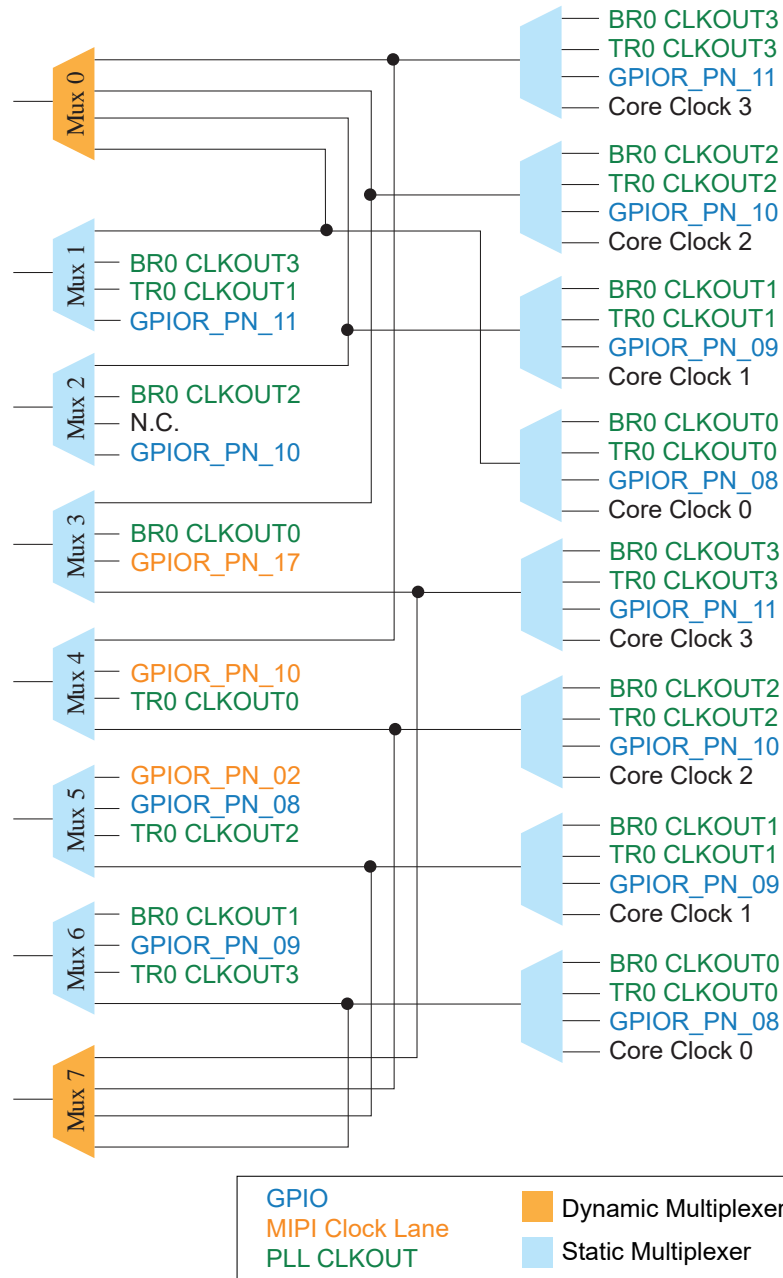 Mux 0
Mux 1
BR0 CLKOUT3
TR0 CLKOUT1
GPIOR_PN_11
Mux 2
BR0 CLKOUT2
N.C.
GPIOR_PN_10
Mux 3
BR0 CLKOUT0
GPIOR_PN_17
Mux 4
GPIOR_PN_10
TR0 CLKOUT0
Mux 5
GPIOR_PN_02
GPIOR_PN_08
TR0 CLKOUT2
Mux 6
BR0 CLKOUT1
GPIOR_PN_09
TR0 CLKOUT3
Mux 7
BR0 CLKOUT3
TR0 CLKOUT3
GPIOR_PN_11
Core Clock 3
BR0 CLKOUT2
TR0 CLKOUT2
GPIOR_PN_10
Core Clock 2
BR0 CLKOUT1
TR0 CLKOUT1
GPIOR_PN_09
Core Clock 1
BR0 CLKOUT0
TR0 CLKOUT0
GPIOR_PN_08
Core Clock 0
BR0 CLKOUT3
TR0 CLKOUT3
GPIOR_PN_11
Core Clock 3
BR0 CLKOUT2
TR0 CLKOUT2
GPIOR_PN_10
Core Clock 2
BR0 CLKOUT1
TR0 CLKOUT1
GPIOR_PN_09
Core Clock 1
BR0 CLKOUT0
TR0 CLKOUT0
GPIOR_PN_08
Core Clock 0
GPIO
MIPI Clock Lane
PLL CLKOUT
Dynamic Multiplexer
Static Multiplexer